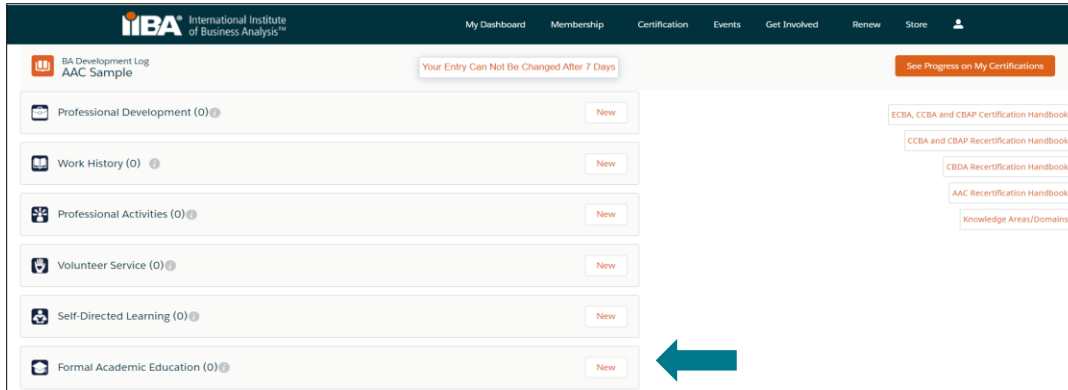 IIBA® International Institute
of Business Analysis™
My Dashboard Membership Certification Events Get Involved Renew Store
BA Development Log
AAC Sample
Your Entry Can Not Be Changed After 7 Days
See Progress on My Certifications
Professional Development (0)
New
ECBA, CCBA and CBAP Certification Handbook
CCBA and CBAP Recertification Handbook
Work History (0)
New
CBDA Recertification Handbook
AAC Recertification Handbook
Professional Activities (0)
New
Knowledge Areas/Domains
Volunteer Service (0)
New
Self-Directed Learning (0)
New
Formal Academic Education (0)
New